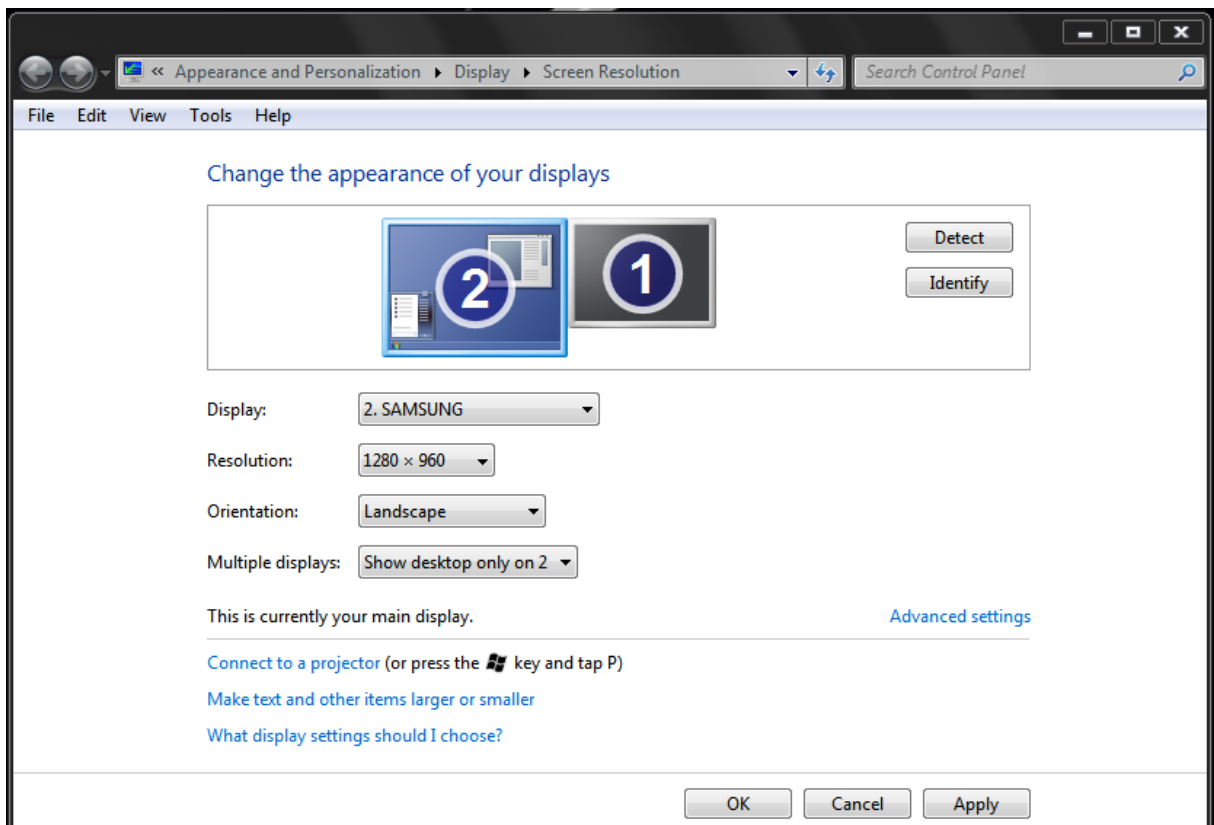 « Appearance and Personalization Display Screen Resolution Search Control Panel
File Edit View Tools Help
Change the appearance of your displays
2 1 Detect
Identify
Display: 2. SAMSUNG
Resolution: 1280 × 960
Orientation: Landscape
Multiple displays: Show desktop only on 2
This is currently your main display. Advanced settings
Connect to a projector (or press the key and tap P)
Make text and other items larger or smaller
What display settings should I choose?
OK Cancel Apply